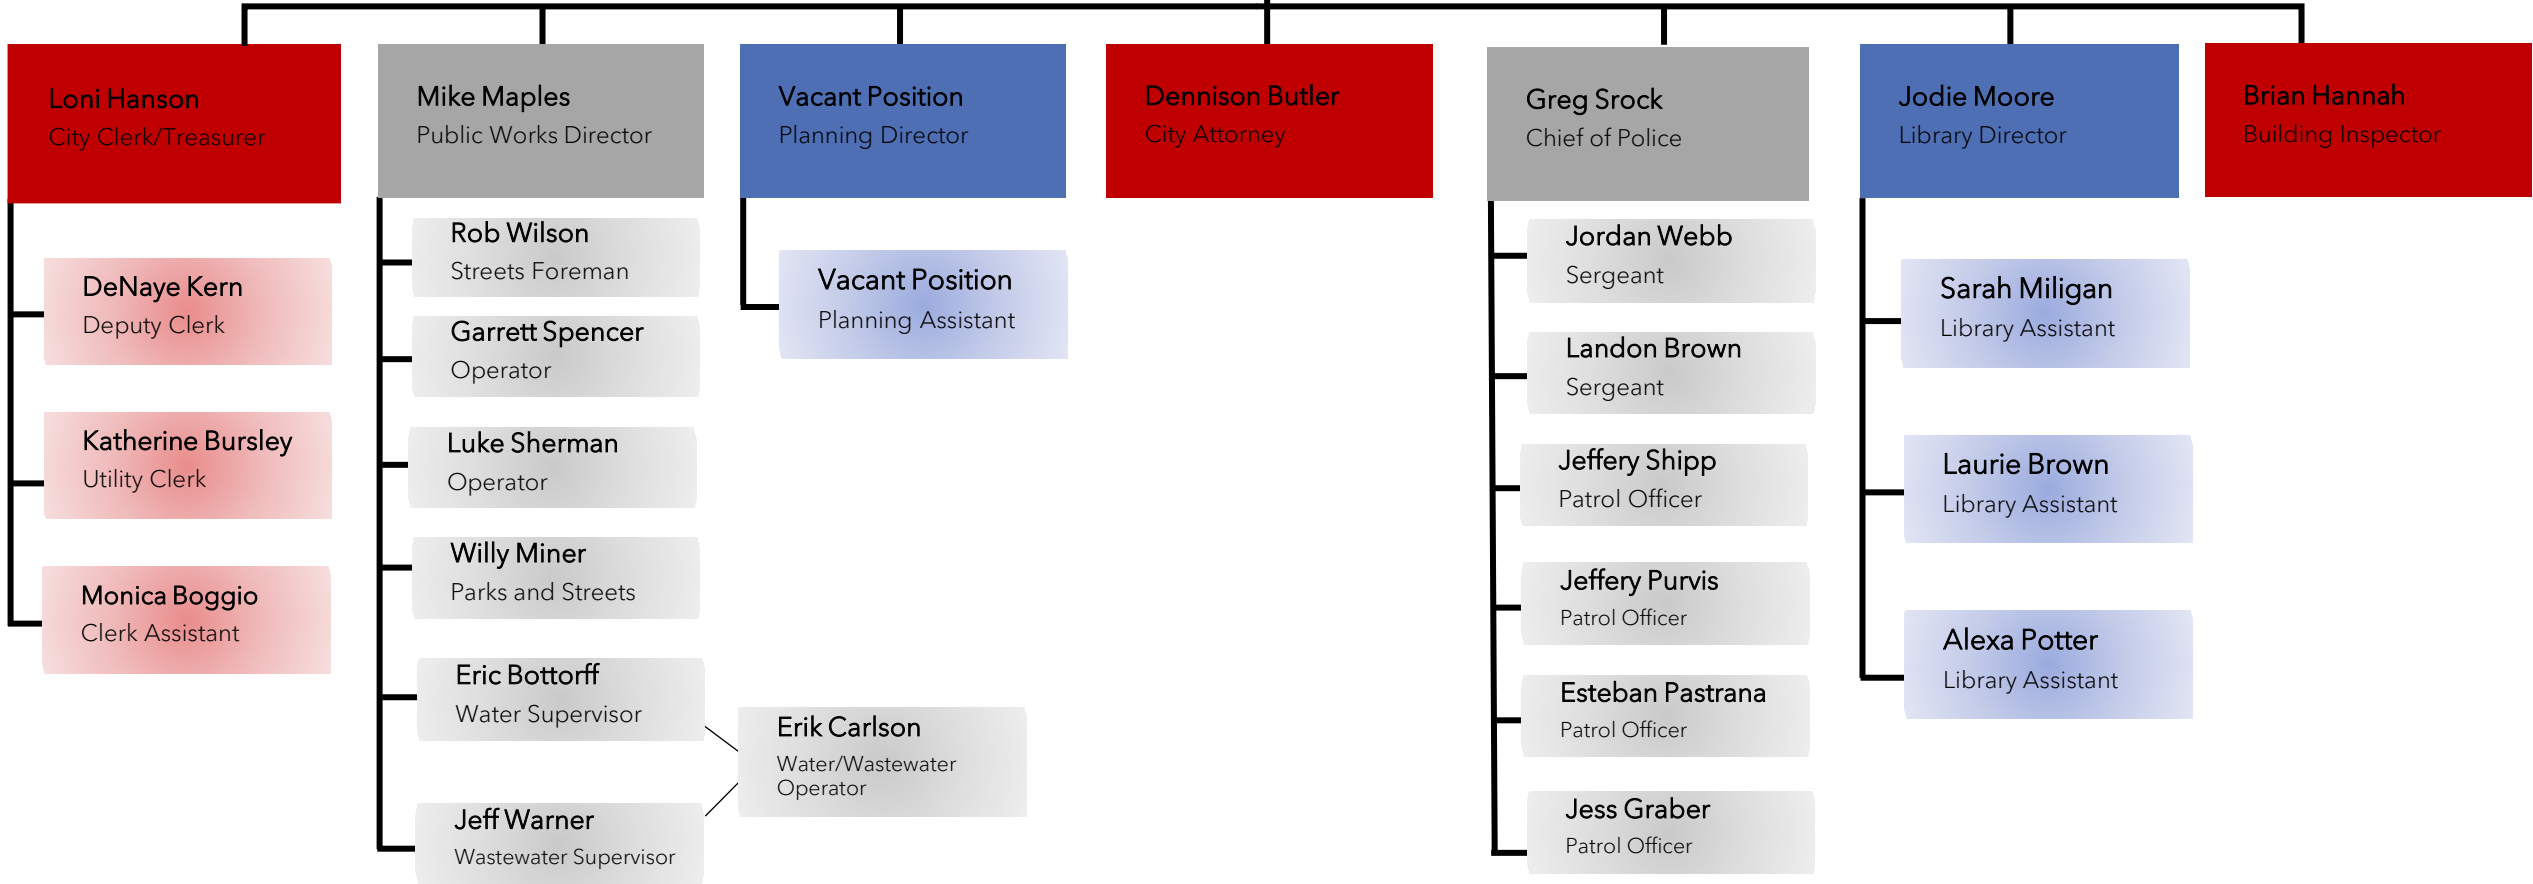 Loni Hanson
City Clerk/Treasurer
DeNaye Kern
Deputy Clerk
Katherine Bursley
Utility Clerk
Monica Boggio
Clerk Assistant
Mike Maples
Public Works Director
Rob Wilson
Streets Foreman
Garrett Spencer
Operator
Luke Sherman
Operator
Willy Miner
Parks and Streets
Eric Bottorff
Water Supervisor
Jeff Warner
Wastewater Supervisor
Erik Carlson
Water/Wastewater
Operator
Vacant Position
Planning Director
Vacant Position
Planning Assistant
Dennison Butler
City Attorney
Greg Srock
Chief of Police
Jordan Webb
Sergeant
Landon Brown
Sergeant
Jeffery Shipp
Patrol Officer
Jeffery Purvis
Patrol Officer
Esteban Pastrana
Patrol Officer
Jess Graber
Patrol Officer
Jodie Moore
Library Director
Sarah Miligan
Library Assistant
Laurie Brown
Library Assistant
Alexa Potter
Library Assistant
Brian Hannah
Building Inspector